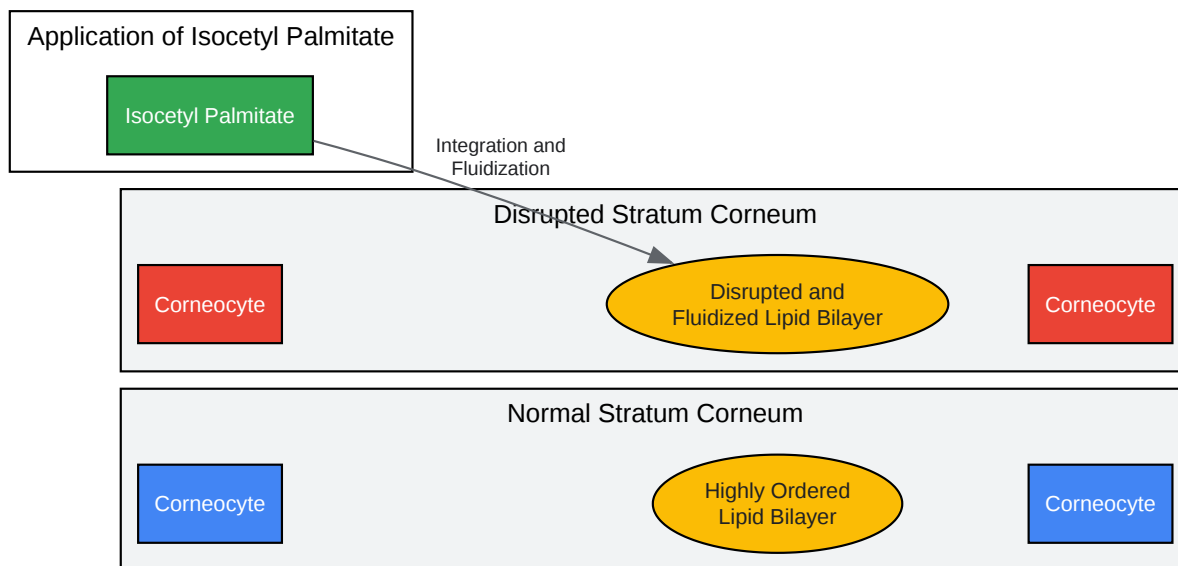 Application of Isocetyl Palmitate
Isocetyl Palmitate
Integration and
Fluidization
Disrupted Stratum Corneum
Corneocyte
Disrupted and
Fluidized Lipid Bilayer
Corneocyte
Normal Stratum Corneum
Corneocyte
Highly Ordered
Lipid Bilayer
Corneocyte